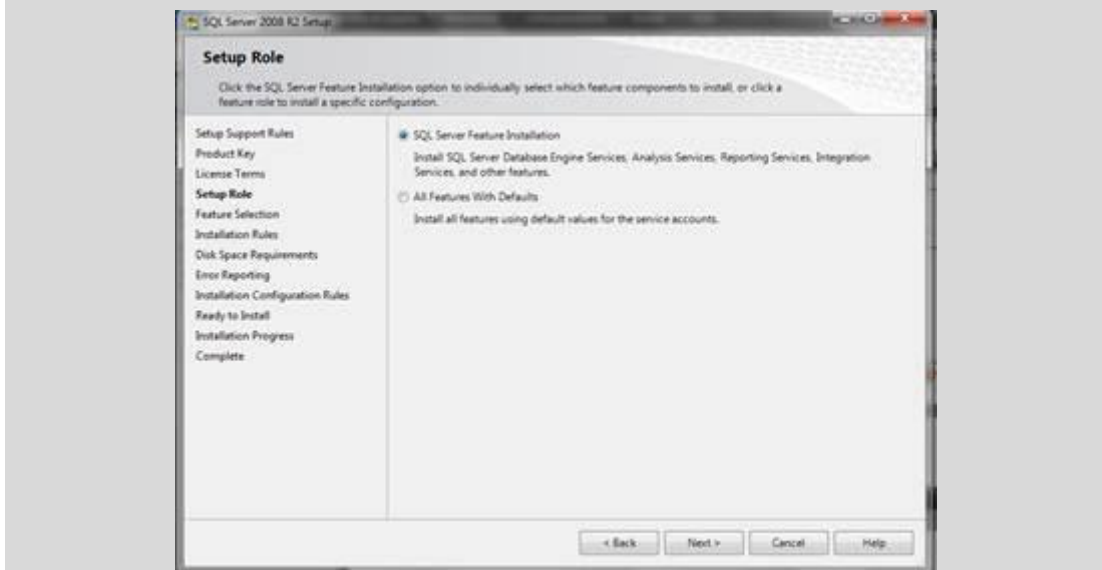 SQL Server 2008 R2 Setup
Setup Role
Click the SQL Server Feature Installation option to individually select which feature components to install, or click a
feature role to install a specific configuration.
Setup Support Rules
Product Key
License Terms
Setup Role
Feature Selection
Installation Rules
Disk Space Requirements
Error Reporting
Installation Configuration Rules
Ready to Install
Installation Progress
Complete
SQL Server Feature Installation
Install SQL Server Database Engine Services, Analysis Services, Reporting Services, Integration
Services, and other features.
All Features With Defaults
Install all features using default values for the service accounts.
< Back
Next >
Cancel
Help